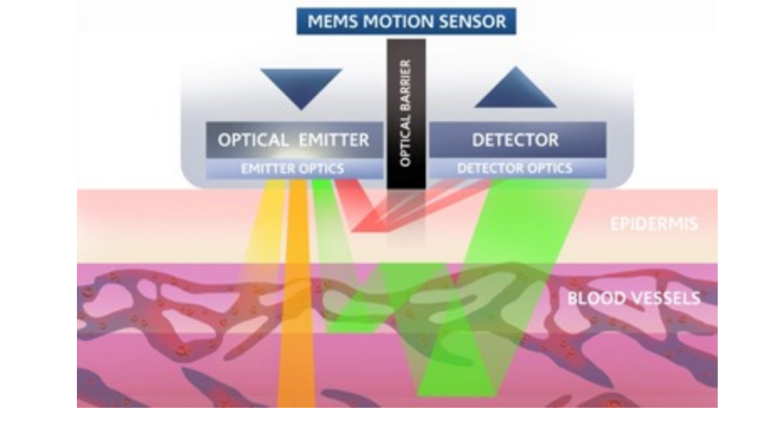 MEMS MOTION SENSOR
OPTICAL BARRIER
OPTICAL EMITTER
EMITTER OPTICS
DETECTOR
DETECTOR OPTICS
EPIDERMIS
BLOOD VESSELS